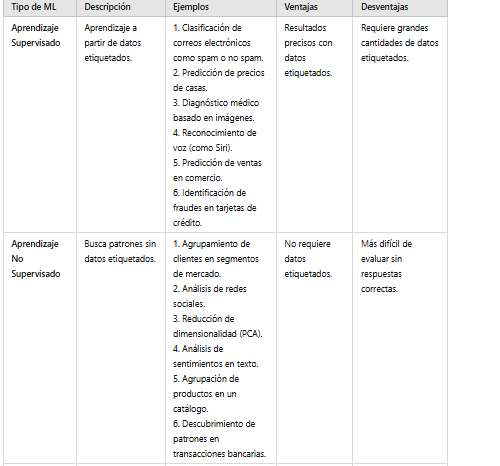 Tipo de ML Descripción Ejemplos Ventajas Desventajas
Aprendizaje
Supervisado
Aprendizaje a
partir de datos
etiquetados.
1. Clasificación de
correos electrónicos
como spam o no spam.
2. Predicción de precios
de casas.
3. Diagnóstico médico
basado en imágenes.
4. Reconocimiento de
voz (como Siri).
5. Predicción de ventas
en comercio.
6. Identificación de
fraudes en tarjetas de
crédito.
Resultados
precisos con
datos
etiquetados.
Requiere grandes
cantidades de datos
etiquetados.
Aprendizaje
No
Supervisado
Busca patrones sin
datos etiquetados.
1. Agrupamiento de
clientes en segmentos
de mercado.
2. Análisis de redes
sociales.
3. Reducción de
dimensionalidad (PCA).
4. Análisis de
sentimientos en texto.
5. Agrupación de
productos en un
catálogo.
6. Descubrimiento de
patrones en
transacciones bancarias.
No requiere
datos
etiquetados.
Más difícil de
evaluar sin
respuestas
correctas.